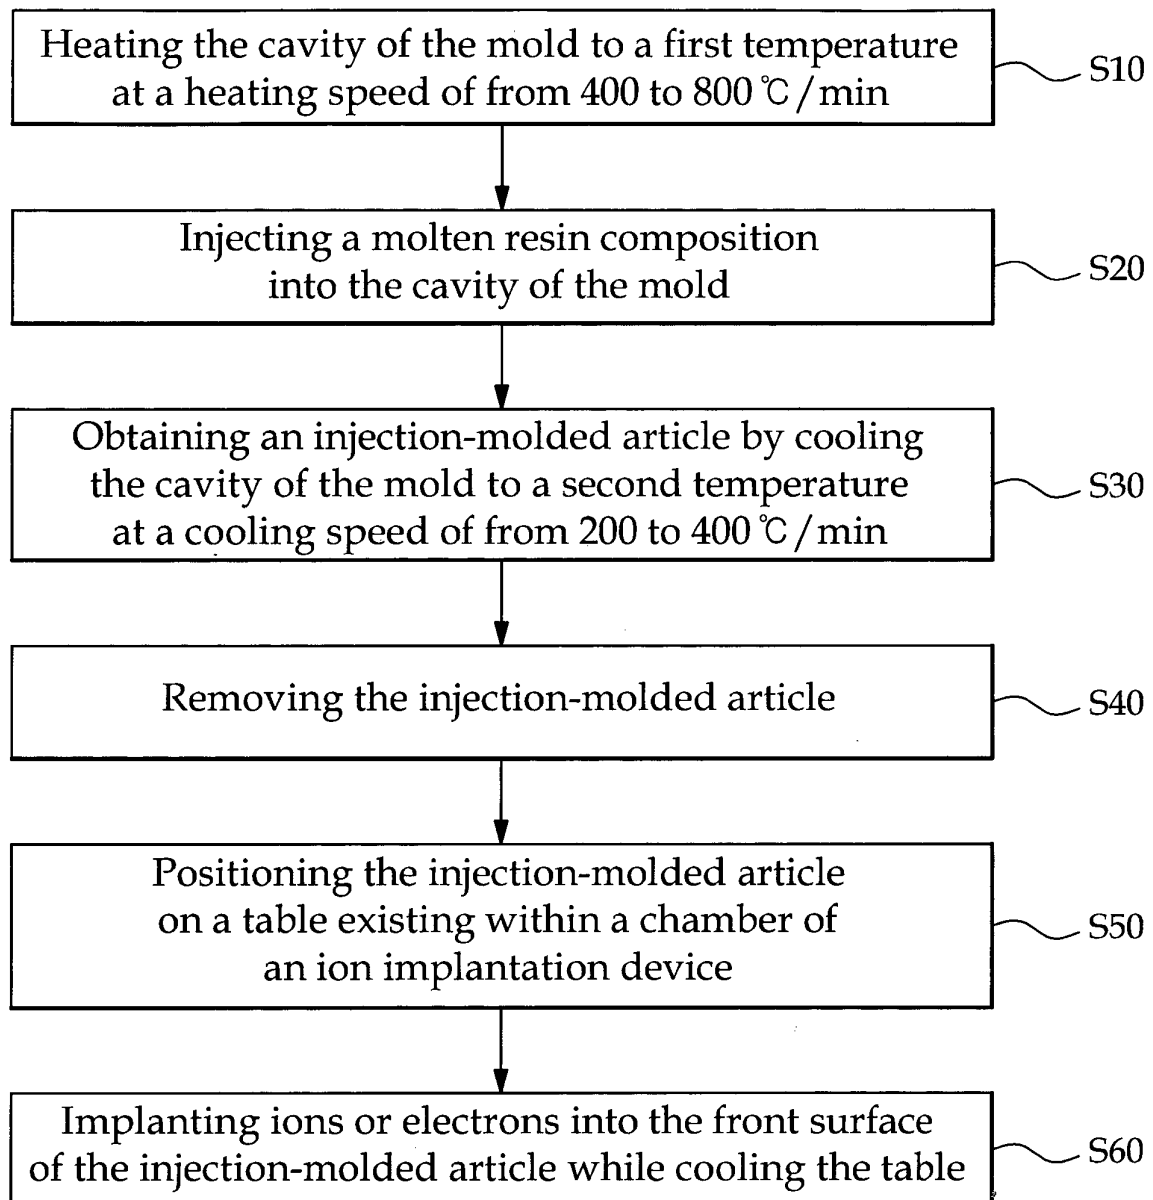 Heating the cavity of the mold to a first temperature
at a heating speed of from 400 to 800 ℃/min
S10
Injecting a molten resin composition
into the cavity of the mold
S20
Obtaining an injection-molded article by cooling
the cavity of the mold to a second temperature
at a cooling speed of from 200 to 400 ℃/min
S30
Removing the injection-molded article
S40
Positioning the injection-molded article
on a table existing within a chamber of
an ion implantation device
S50
Implanting ions or electrons into the front surface
of the injection-molded article while cooling the table
S60